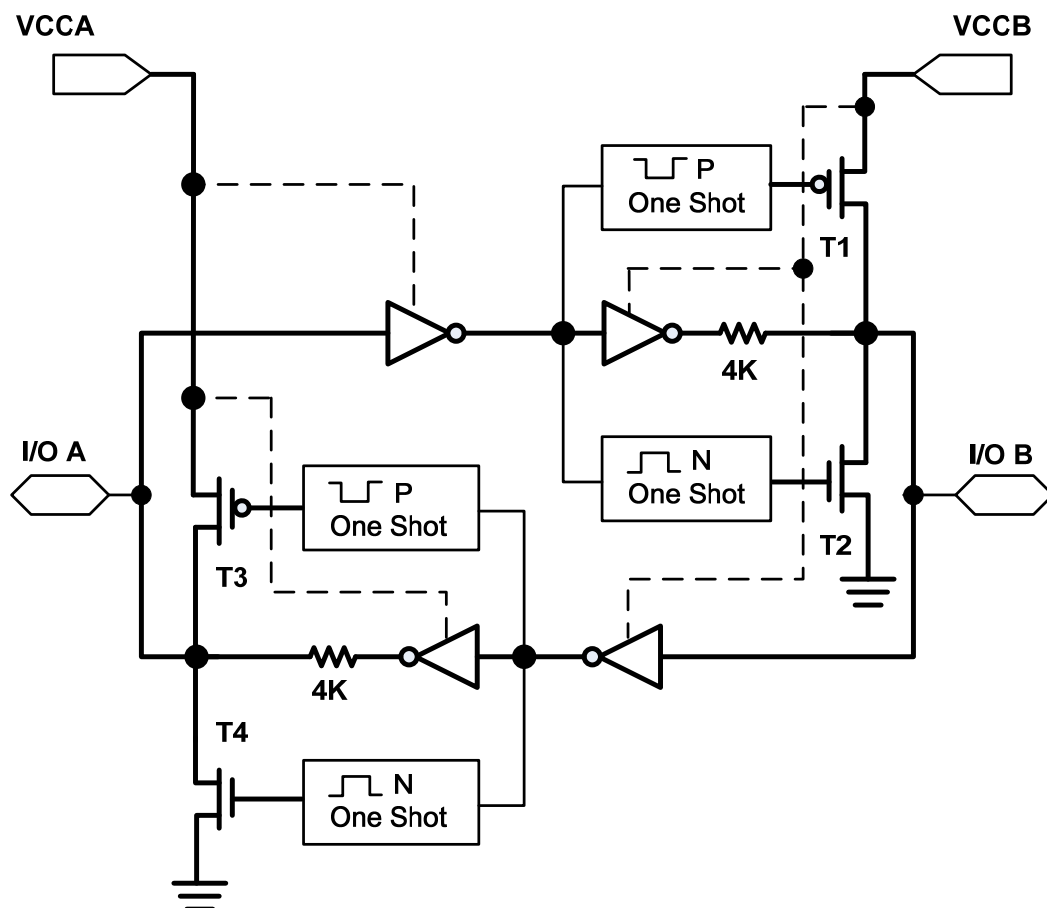 VCCA
VCCB
P
One Shot
T1
4K
I/O A
N
One Shot
I/O B
P
One Shot
T2
T3
4K
T4
N
One Shot